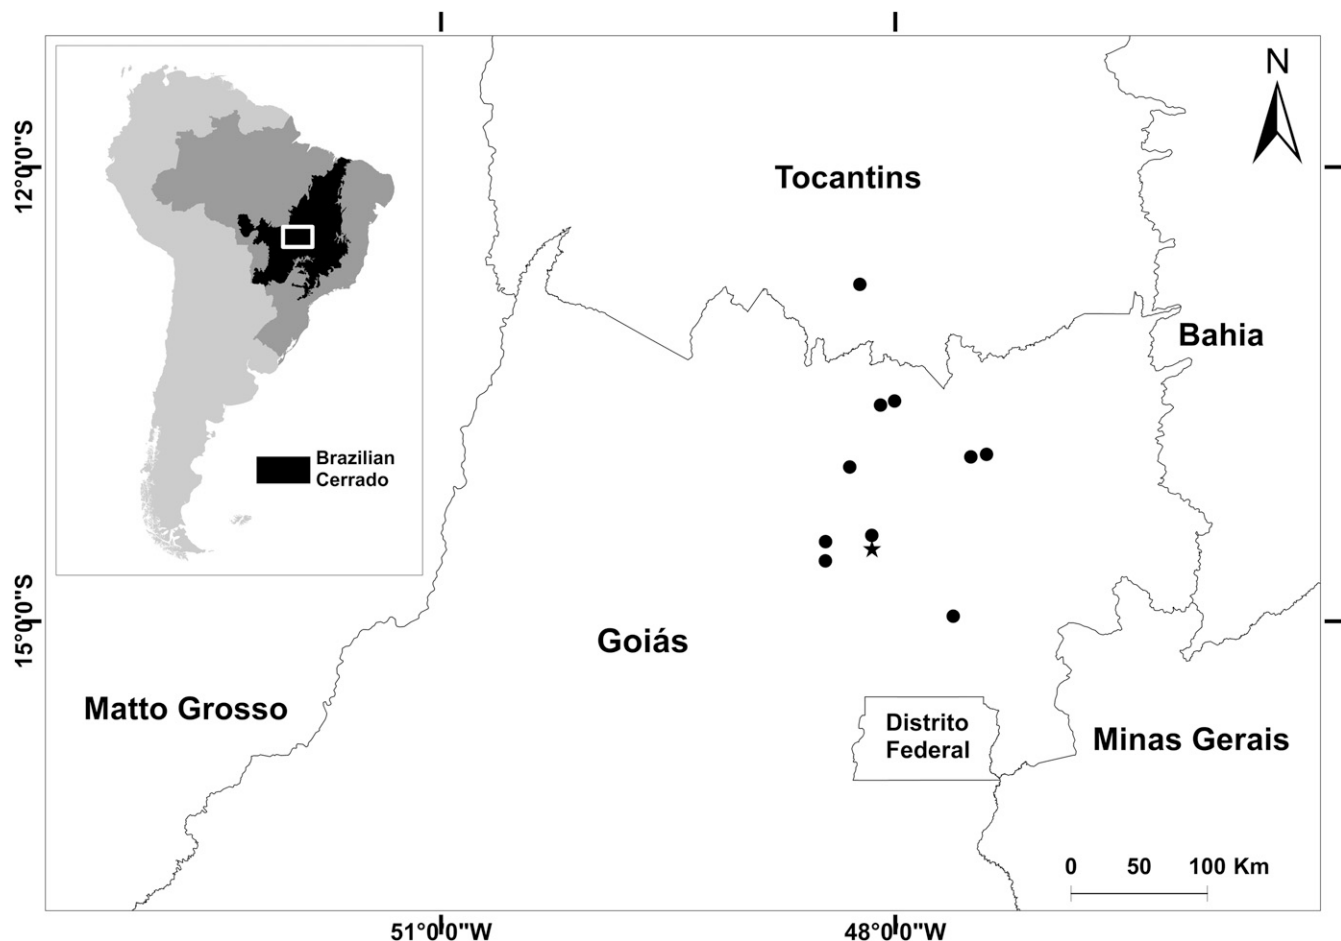 N
12°0'0"S
Tocantins
Bahia
Brazilian
Cerrado
15°0'0"S
Goiás
Matto Grosso
Distrito
Federal
Minas Gerais
0 50 100 Km
51°0'0"W 48°0'0"W